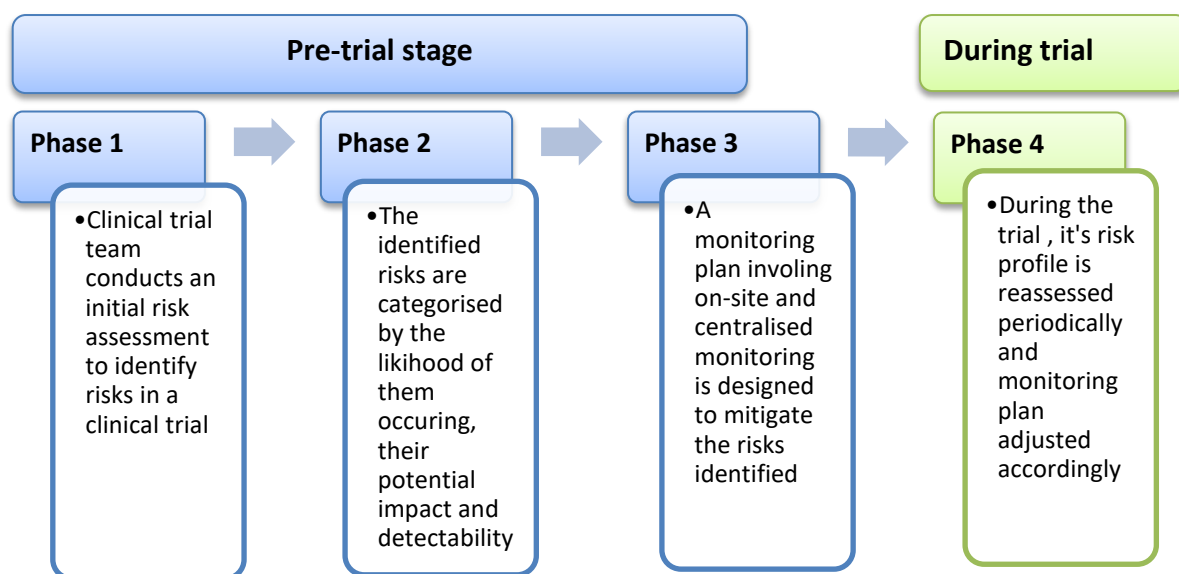 Pre-trial stage
During trial
Phase 1
•Clinical trial
team
conducts an
initial risk
assessment
to identify
risks in a
clinical trial
Phase 2
•The
identified
risks are
categorised
by the
likihood of
them
occuring,
their
potential
impact and
detectability
Phase 3
•A
monitoring
plan involing
on-site and
centralised
monitoring
is designed
to mitigate
the risks
identified
Phase 4
•During the
trial , it's risk
profile is
reassessed
periodically
and
monitoring
plan
adjusted
accordingly